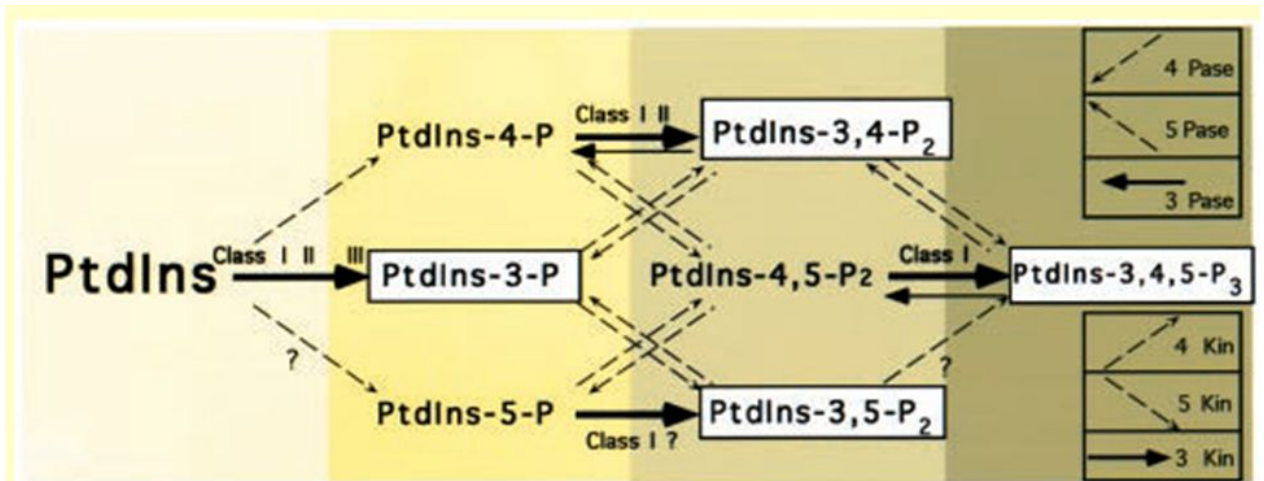 4 Pase
Class I II
PtdIns-4-P
PtdIns-3,4-P2
5 Pase
3 Pase
Class I II III
Class I
PtdIns
PtdIns-3-P
PtdIns-4,5-P2
PtdIns-3,4,5-P3
4 Kin
?
?
PtdIns-5-P
PtdIns-3,5-P2
5 Kin
Class I ?
3 Kin